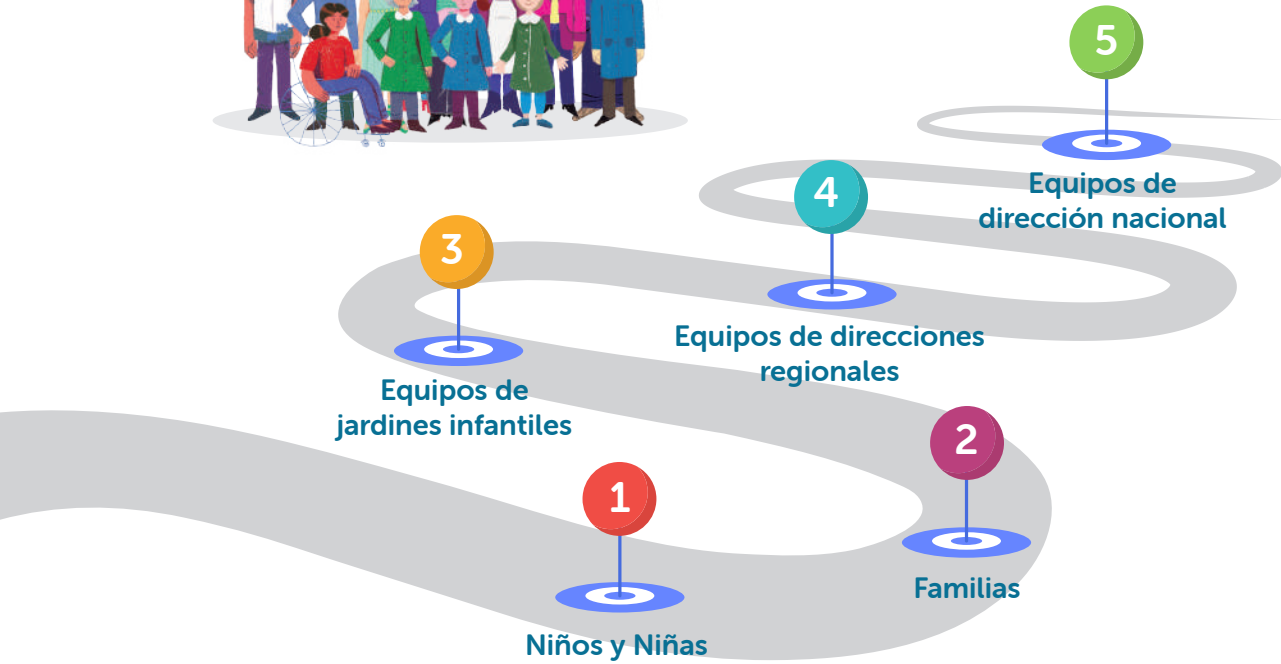 5
Equipos de
dirección nacional
4
Equipos de direcciones
regionales
3
Equipos de
jardines infantiles
2
Familias
1
Niños y Niñas